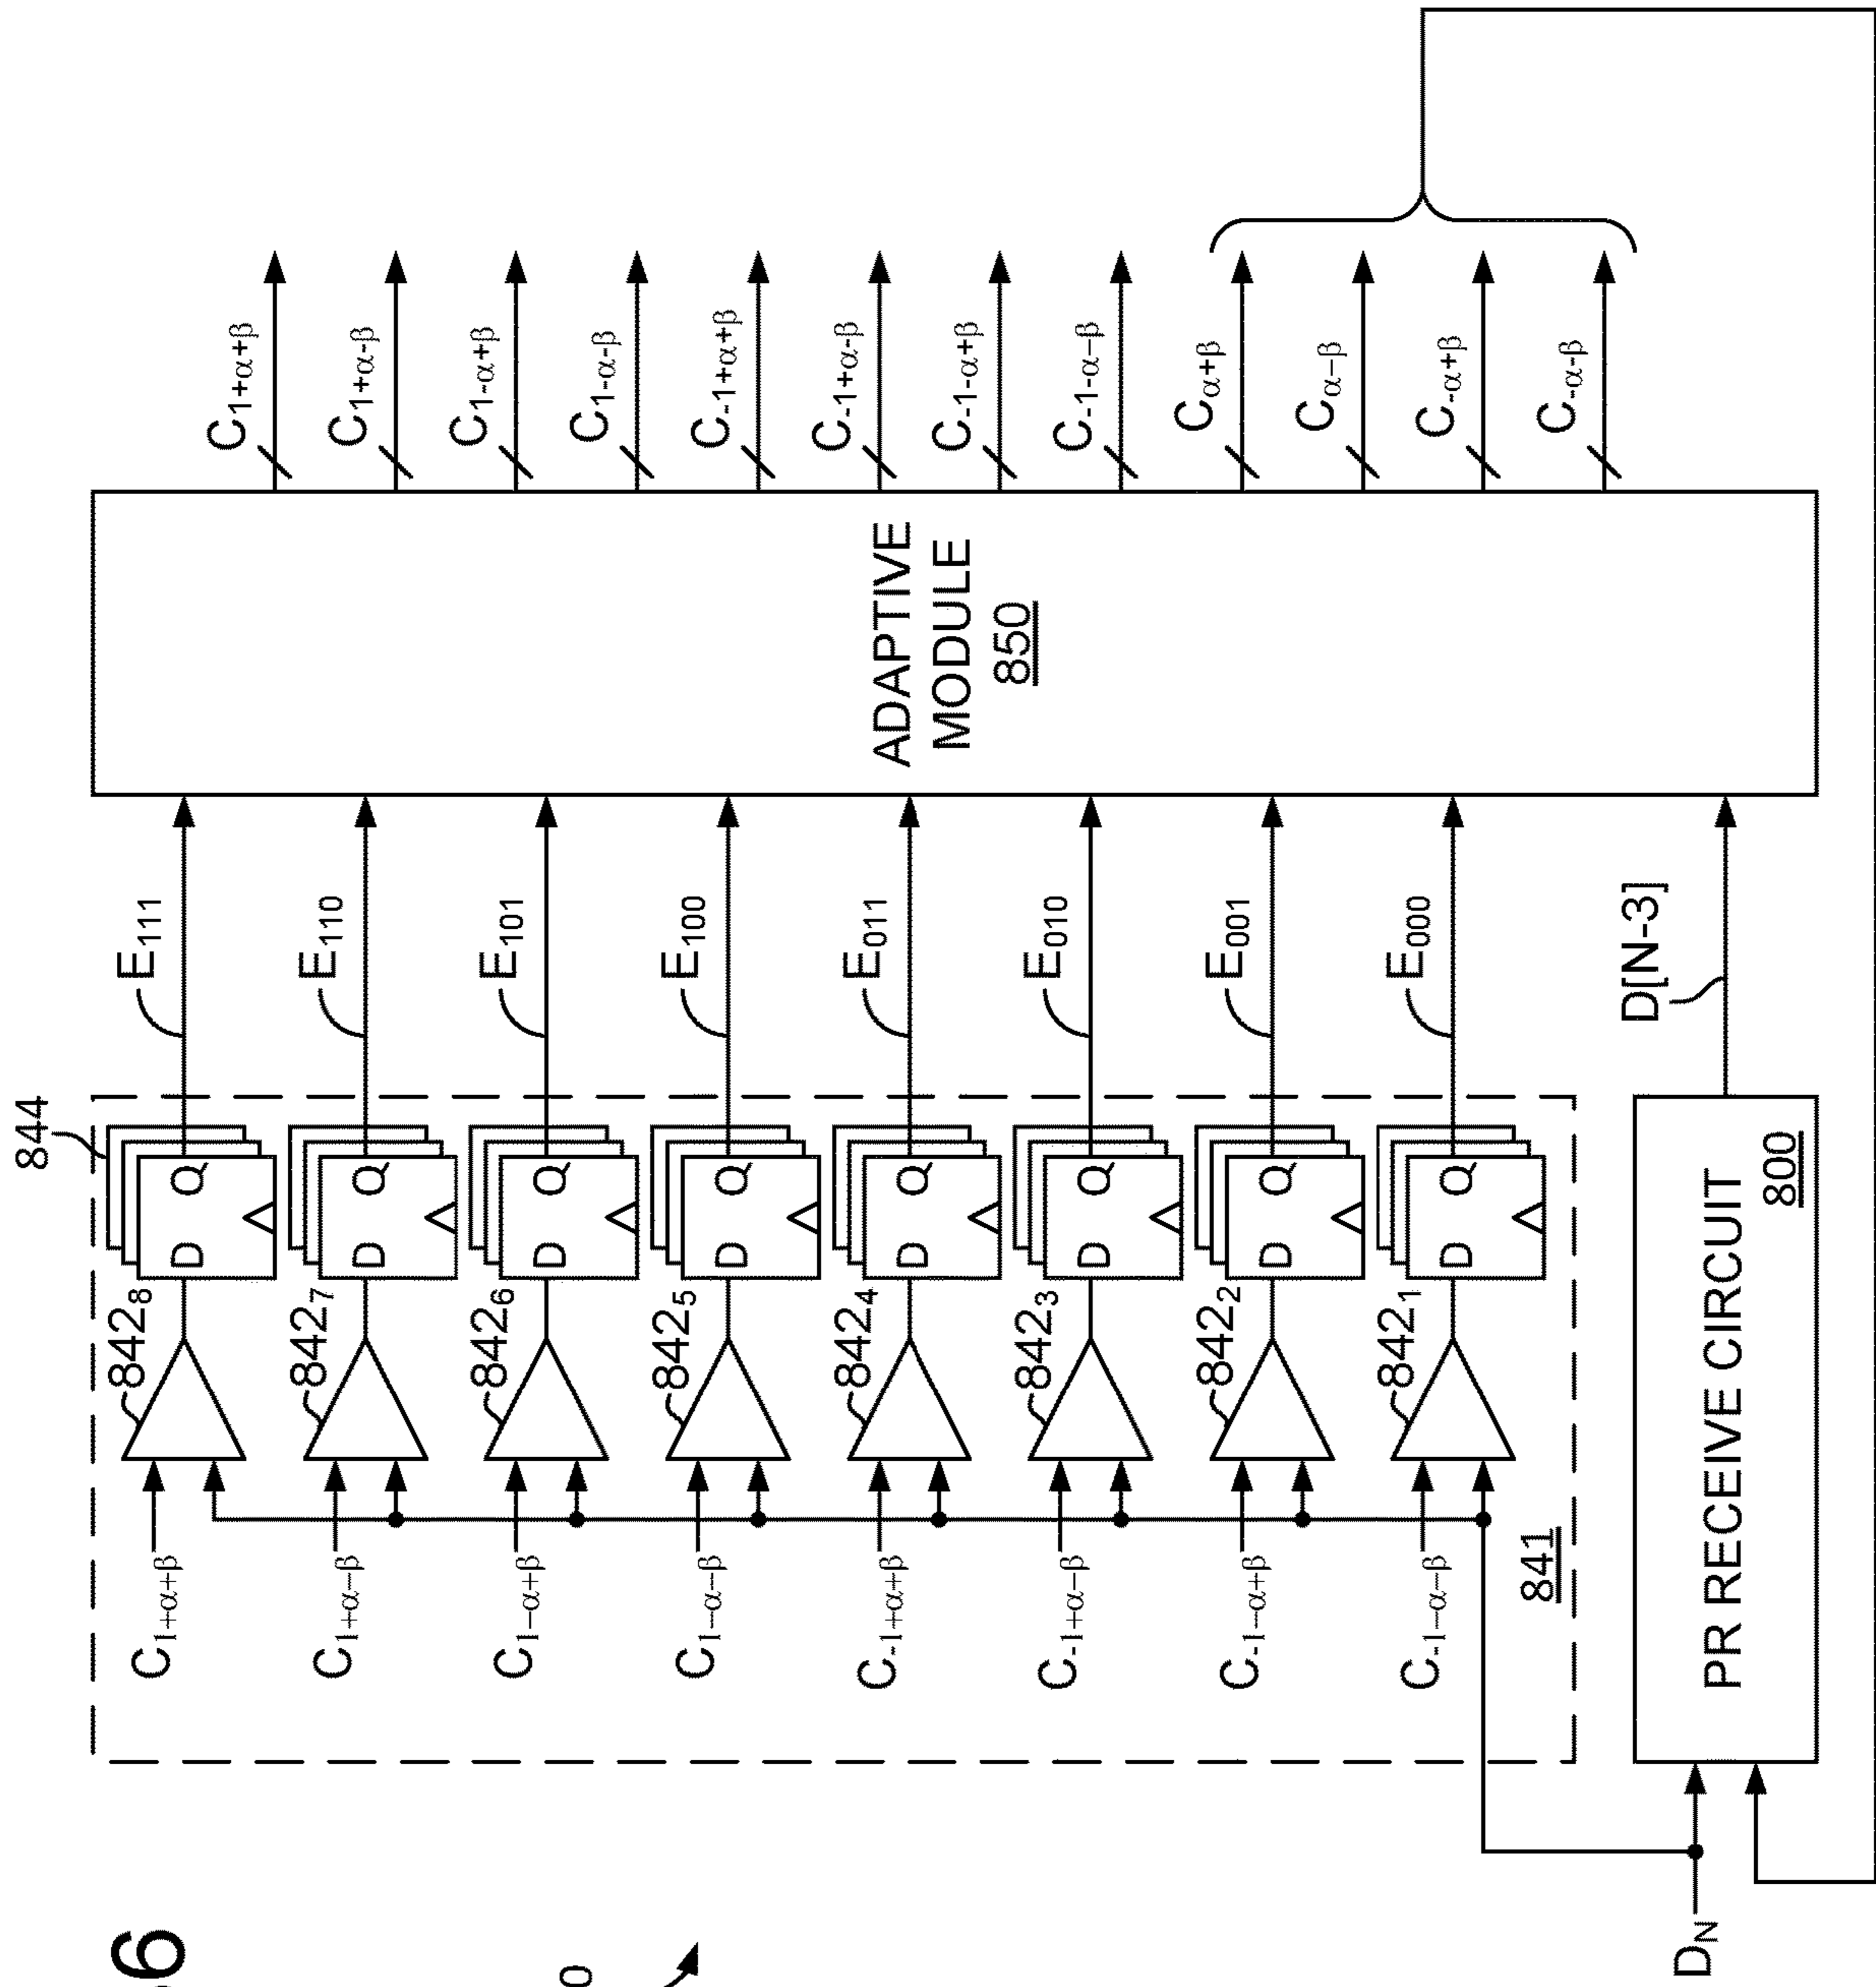 844
C1+α+β
842₈
D Q
E₁₁₁
C1+α-β
842₇
D Q
E₁₁₀
C1-α+β
842₆
D Q
E₁₀₁
C1-α-β
842₅
D Q
E₁₀₀
C-1+α+β
842₄
D Q
E₀₁₁
C-1+α-β
842₃
D Q
E₀₁₀
C-1-α+β
842₂
D Q
E₀₀₁
C-1-α-β
842₁
D Q
E₀₀₀
841
D_N
PR RECEIVE CIRCUIT
800
D[N-3]
ADAPTIVE
MODULE
850
C1+α+β
C1+α-β
C1-α+β
C1-α-β
C-1+α+β
C-1+α-β
C-1-α+β
C-1-α-β
Cα+β
Cα-β
C-α+β
C-α-β
6
0